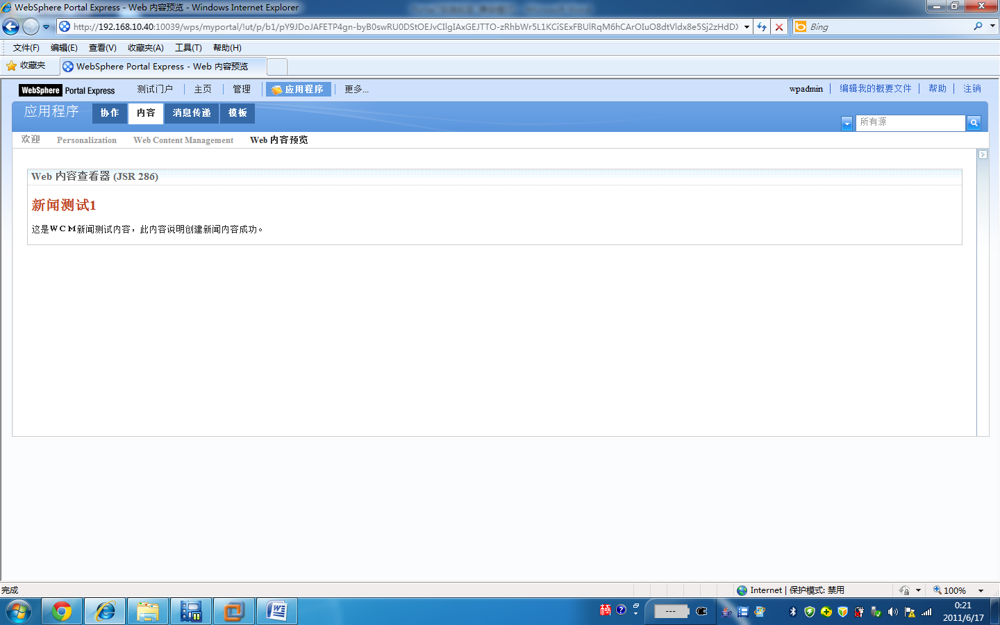 WebSphere Portal Express - Web 内容预览 - Windows Internet Explorer
http://192.168.10.40:10039/wps/myportal/!ut/p/b1/pY9JDoJAFETP4gn-byB0swRU0DStOEJvCIlgIAxGEJTTO-zRhbWr5L1KCiSExFBUlRqM6hCArOIuO8dtVldx8e5Sj2zHdD
Bing
文件(F) 编辑(E) 查看(V) 收藏夹(A) 工具(T) 帮助(H)
收藏夹 WebSphere Portal Express - Web 内容预览
WebSphere Portal Express 测试门户 主页 管理 应用程序 更多... wpadmin 编辑我的概要文件 帮助 注销
应用程序 协作 内容 消息传递 模板
所有源
欢迎 Personalization Web Content Management Web 内容预览
Web 内容查看器 (JSR 286)
新闻测试1
这是ＷＣＭ新闻测试内容，此内容说明创建新闻内容成功。
完成 Internet | 保护模式: 禁用 100%
0:21
2011/6/17